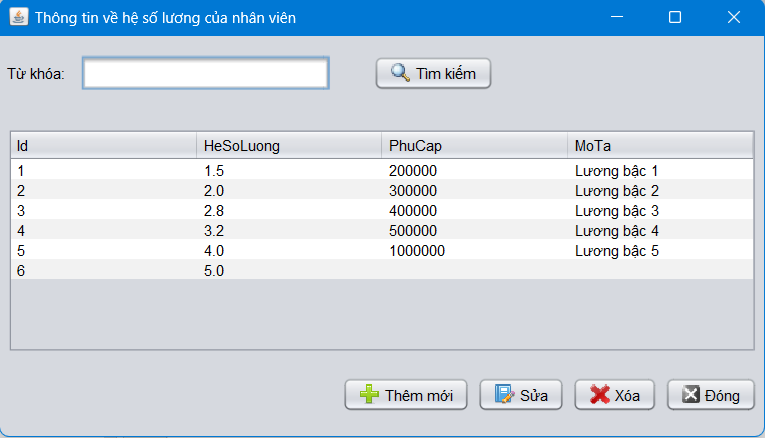 Thông tin về hệ số lương của nhân viên
Từ khóa: Tìm kiếm
Id HeSoLuong PhuCap MoTa
1 1.5 200000 Lương bậc 1
2 2.0 300000 Lương bậc 2
3 2.8 400000 Lương bậc 3
4 3.2 500000 Lương bậc 4
5 4.0 1000000 Lương bậc 5
6 5.0
Thêm mới Sửa Xóa Đóng